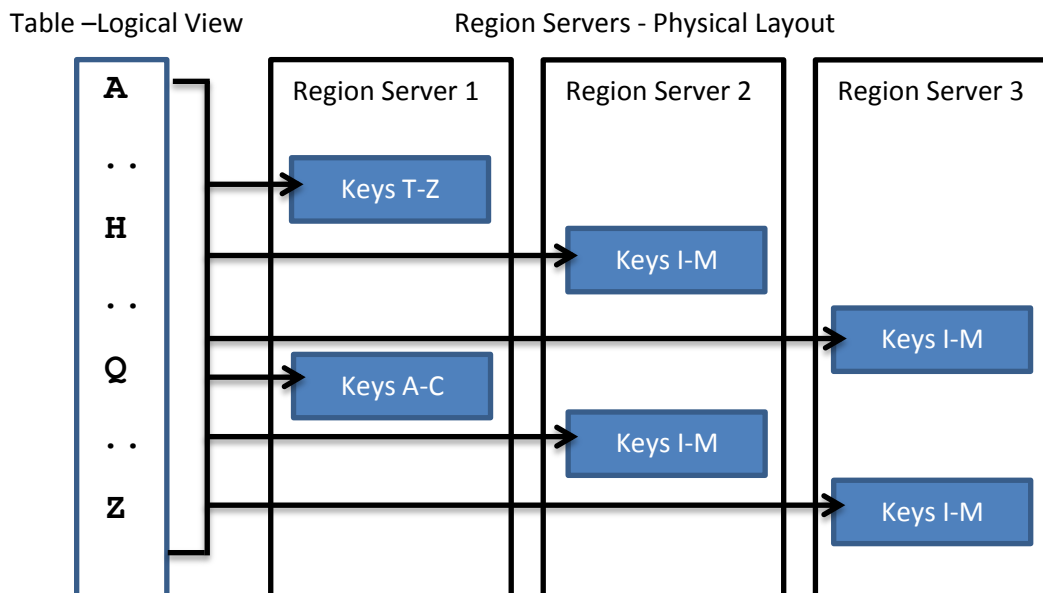 Table –Logical View
Region Servers - Physical Layout
A
. .
H
. .
Q
. .
Z
Region Server 1
Keys T-Z
Keys A-C
Region Server 2
Keys I-M
Keys I-M
Region Server 3
Keys I-M
Keys I-M